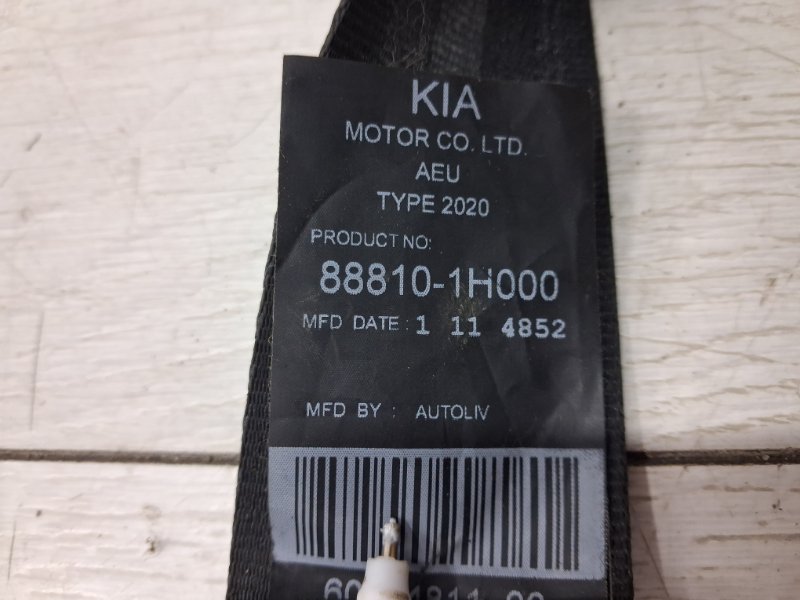 KIA
MOTOR CO. LTD.
AEU
TYPE 2020
PRODUCT NO:
88810-1H000
MFD DATE : 1 11 4852
MFD BY : AUTOLIV